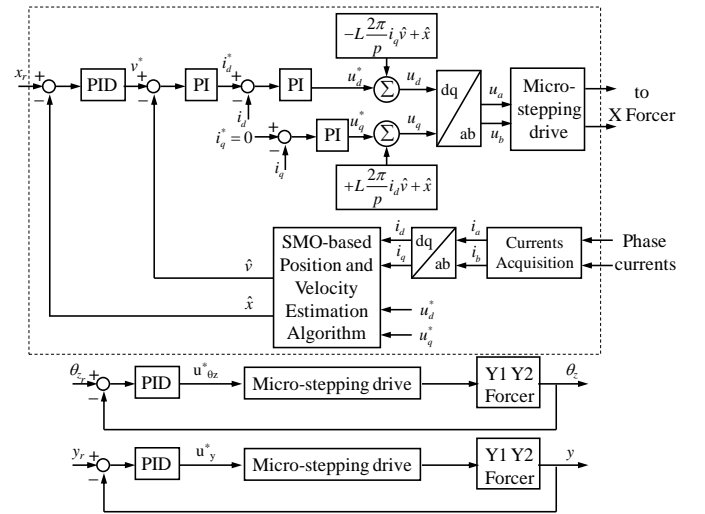 −L 2π/p i_q v̂ + x̂
x_r + − PID v* + − PI i_d* + − PI u_d* Σ u_d dq ab u_a u_b Micro-stepping drive to X Forcer
i_d
i_q* = 0 + − PI u_q* Σ u_q
i_q
+L 2π/p i_d v̂ + x̂
SMO-based
Position and
Velocity
Estimation
Algorithm
i_d
i_q
dq
ab
i_a
i_b
Currents
Acquisition
Phase
currents
v̂
x̂
u_d*
u_q*
θ_{z_r} + − PID u*_θz Micro-stepping drive Y1 Y2 Forcer θ_z
y_r + − PID u*_y Micro-stepping drive Y1 Y2 Forcer y